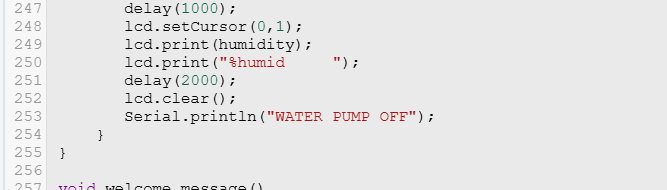 247 delay(1000);
248 lcd.setCursor(0,1);
249 lcd.print(humidity);
250 lcd.print("%humid     ");
251 delay(2000);
252 lcd.clear();
253 Serial.println("WATER PUMP OFF");
254 }
255 }
256
257 void welcome_message()